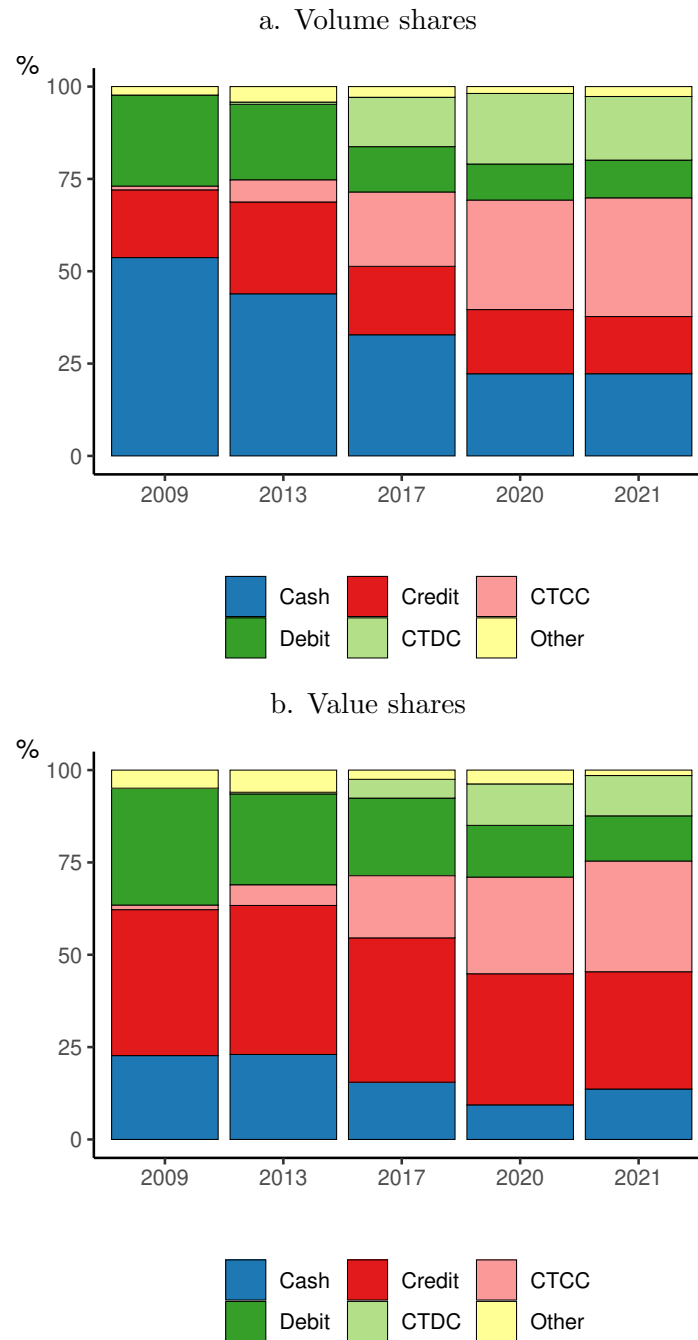 a. Volume shares
%
100
75
50
25
0
2009 2013 2017 2020 2021
Cash Credit CTCC
Debit CTDC Other
b. Value shares
%
100
75
50
25
0
2009 2013 2017 2020 2021
Cash Credit CTCC
Debit CTDC Other